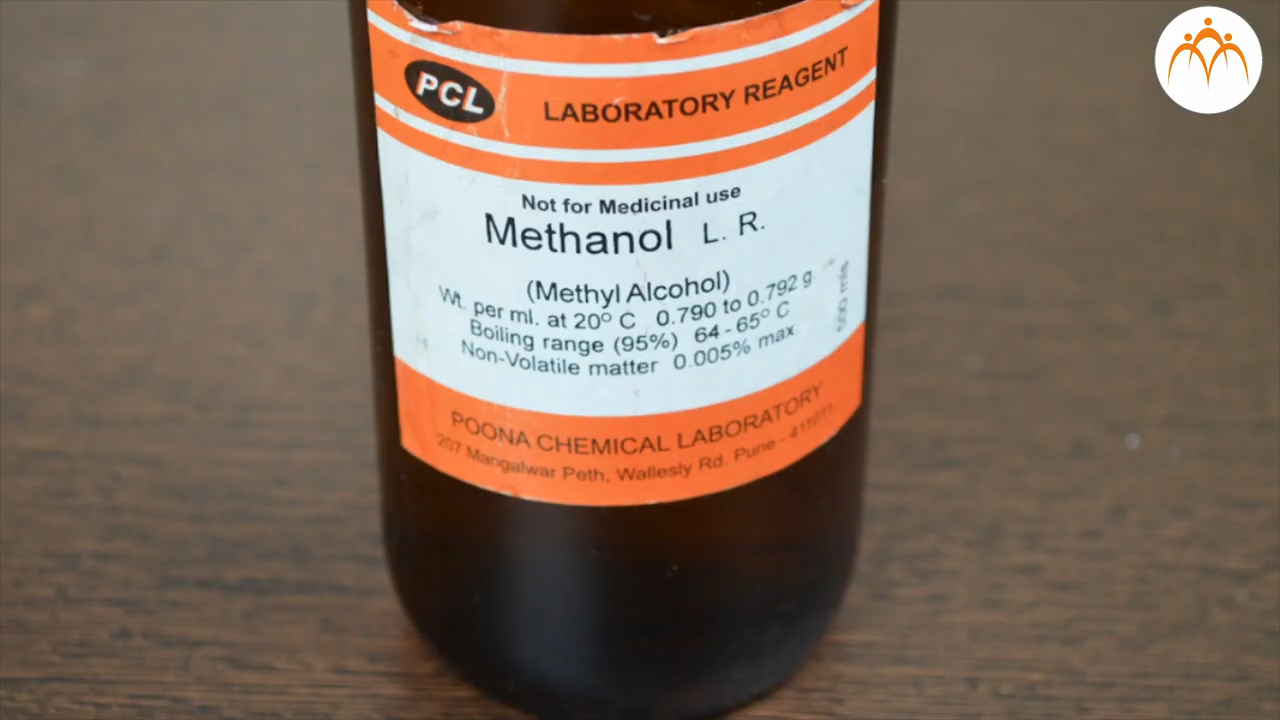 PCL
LABORATORY REAGENT
Not for Medicinal use
Methanol L. R.
(Methyl Alcohol)
Wt. per ml. at 20º C 0.790 to 0.792 g.
Boiling range (95%) 64 - 65º C
Non-Volatile matter 0.005% max.
500 mls
POONA CHEMICAL LABORATORY
207 Mangalwar Peth, Wallesly Rd. Pune - 411011